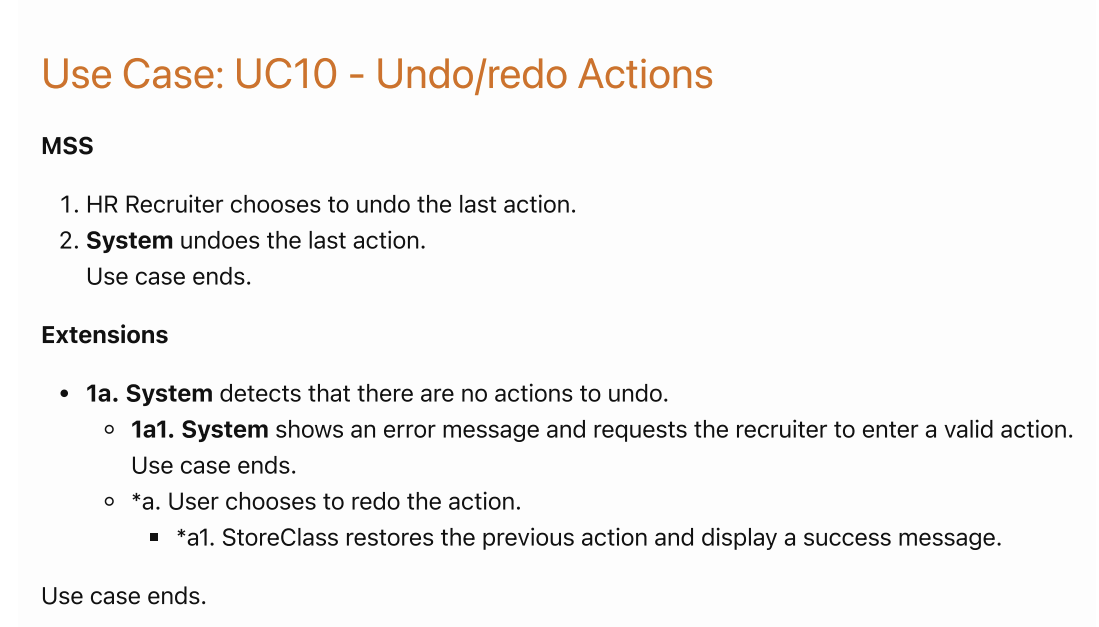 Use Case: UC10 - Undo/redo Actions
MSS
1. HR Recruiter chooses to undo the last action.
2. System undoes the last action.
Use case ends.
Extensions
• 1a. System detects that there are no actions to undo.
◦ 1a1. System shows an error message and requests the recruiter to enter a valid action.
Use case ends.
◦ *a. User chooses to redo the action.
▪ *a1. StoreClass restores the previous action and display a success message.
Use case ends.